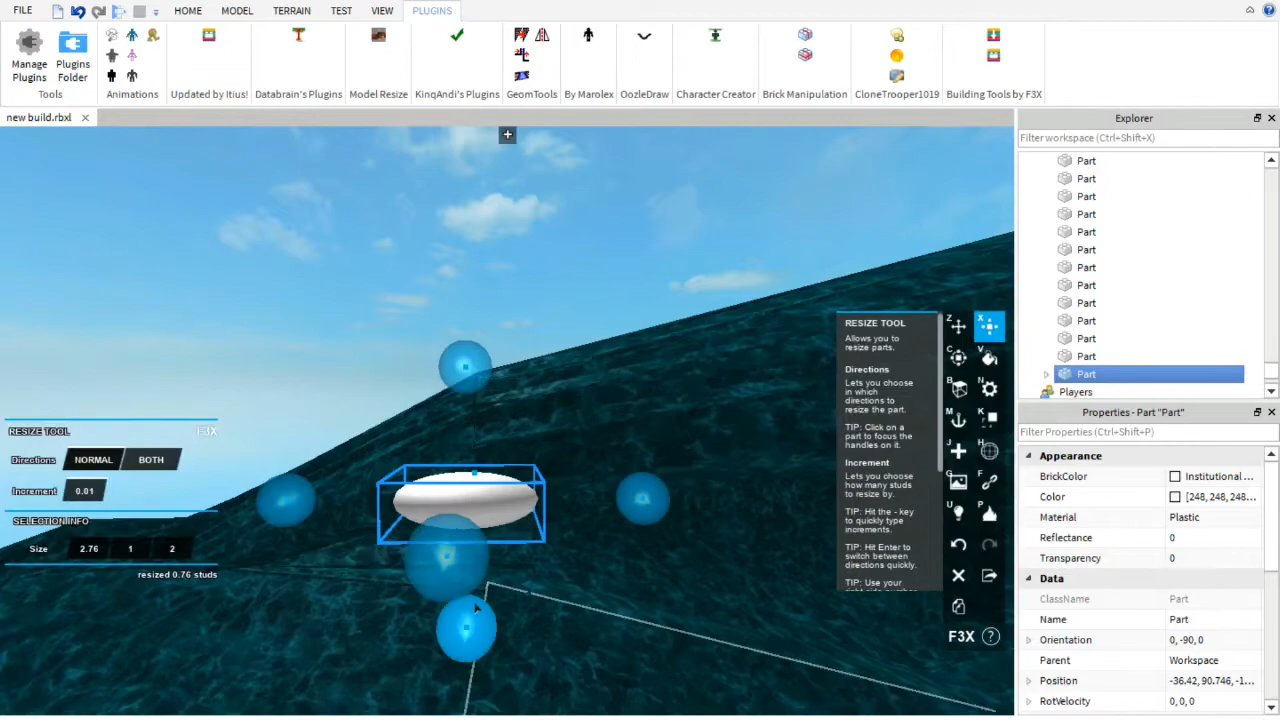 FILE
HOME
MODEL
TERRAIN
TEST
VIEW
PLUGINS
Manage Plugins
Plugins Folder
Tools
Animations
Updated by Itius!
Databrain's Plugins
Model Resize
KinqAndi's Plugins
GeomTools
By Marolex
OozleDraw
Character Creator
Brick Manipulation
CloneTrooper1019
Building Tools by F3X
new build.rbxl
Explorer
Filter workspace (Ctrl+Shift+X)
Part
Part
Part
Part
Part
Part
Part
Part
Part
Part
Part
Part
Part
Players
Properties - Part "Part"
Filter Properties (Ctrl+Shift+P)
Appearance
BrickColor Institutional ...
Color [248, 248, 248...
Material Plastic
Reflectance 0
Transparency 0
Data
ClassName Part
Name Part
Orientation 0, -90, 0
Parent Workspace
Position -36.42, 90.746, -1...
RotVelocity 0, 0, 0
RESIZE TOOL F3X
Directions NORMAL BOTH
Increment 0.01
SELECTION INFO
Size 2.76 1 2
resized 0.76 studs
RESIZE TOOL
Allows you to
resize parts.
Directions
Lets you choose
in which
directions to
resize the part.
TIP: Click on a
part to focus the
handles on it.
Increment
Lets you choose
how many studs
to resize by.
TIP: Hit the - key
to quickly type
increments.
TIP: Hit Enter to
switch between
directions quickly.
TIP: Use your
Z X
C V
B N
M K
J H
G F
U P
F3X ?